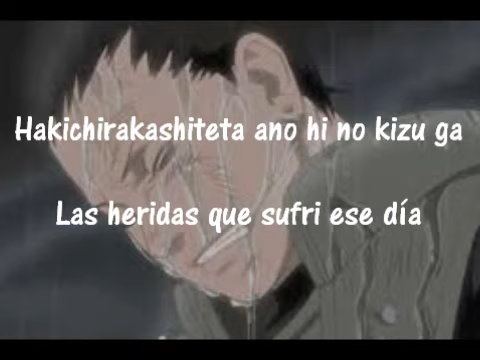 Hakichirakashiteta ano hi no kizu ga
Las heridas que sufri ese día